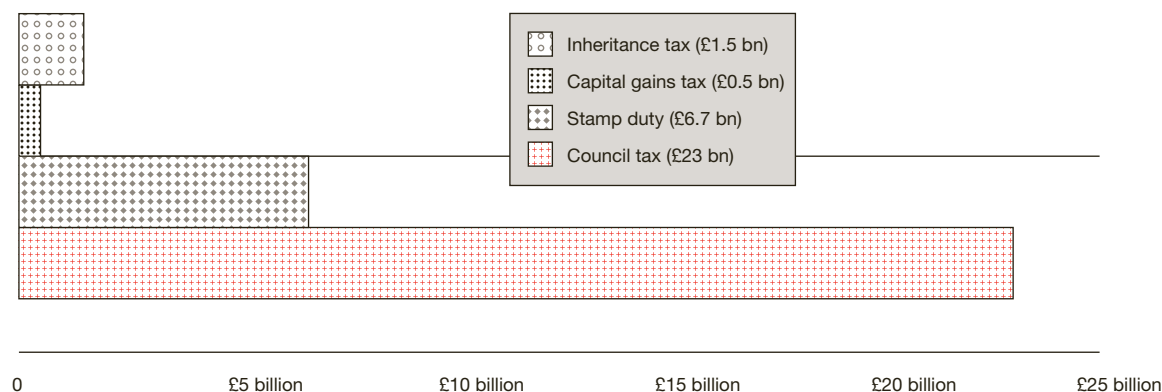 Inheritance tax (£1.5 bn)
Capital gains tax (£0.5 bn)
Stamp duty (£6.7 bn)
Council tax (£23 bn)
0 £5 billion £10 billion £15 billion £20 billion £25 billion